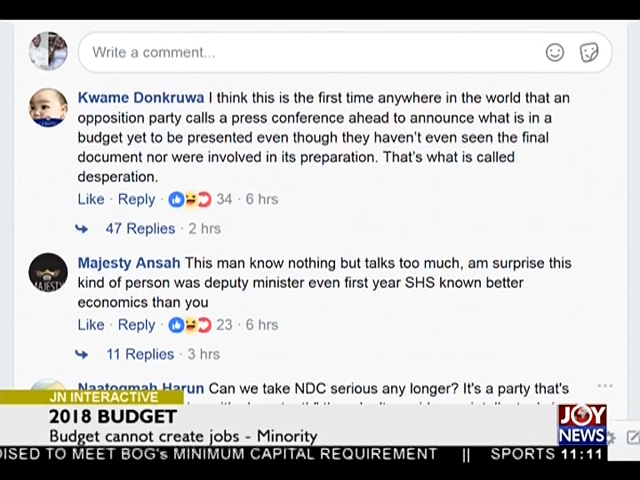 Write a comment...
Kwame Donkruwa I think this is the first time anywhere in the world that an
opposition party calls a press conference ahead to announce what is in a
budget yet to be presented even though they haven't even seen the final
document nor were involved in its preparation. That's what is called
desperation.
Like · Reply · 34 · 6 hrs
47 Replies · 2 hrs
Majesty Ansah This man know nothing but talks too much, am surprise this
kind of person was deputy minister even first year SHS known better
economics than you
Like · Reply · 23 · 6 hrs
11 Replies · 3 hrs
Naatogmah Harun Can we take NDC serious any longer? It's a party that's
JN INTERACTIVE
2018 BUDGET
Budget cannot create jobs - Minority
JOY
NEWS
OISED TO MEET BOG's MINIMUM CAPITAL REQUIREMENT || SPORTS 11:11